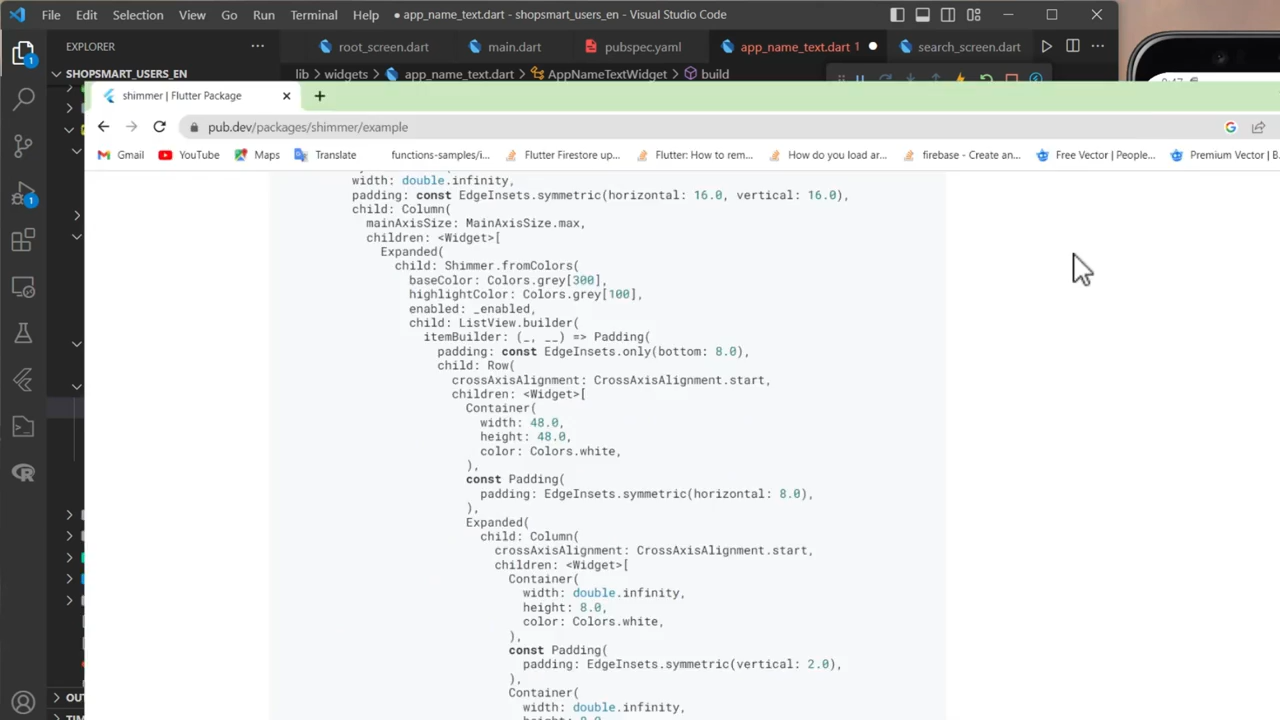 File Edit Selection View Go Run Terminal Help ● app_name_text.dart - shopsmart_users_en - Visual Studio Code
EXPLORER ··· root_screen.dart main.dart pubspec.yaml app_name_text.dart 1 search_screen.dart
SHOPSMART_USERS_EN lib > widgets > app_name_text.dart > AppNameTextWidget > build
shimmer | Flutter Package
pub.dev/packages/shimmer/example
Gmail YouTube Maps Translate functions-samples/i... Flutter Firestore up... Flutter: How to rem... How do you load ar... firebase - Create an... Free Vector | People... Premium Vector | B...
width: double.infinity,
padding: const EdgeInsets.symmetric(horizontal: 16.0, vertical: 16.0),
child: Column(
mainAxisSize: MainAxisSize.max,
children: <Widget>[
Expanded(
child: Shimmer.fromColors(
baseColor: Colors.grey[300],
highlightColor: Colors.grey[100],
enabled: _enabled,
child: ListView.builder(
itemBuilder: (_, __) => Padding(
padding: const EdgeInsets.only(bottom: 8.0),
child: Row(
crossAxisAlignment: CrossAxisAlignment.start,
children: <Widget>[
Container(
width: 48.0,
height: 48.0,
color: Colors.white,
),
const Padding(
padding: EdgeInsets.symmetric(horizontal: 8.0),
),
Expanded(
child: Column(
crossAxisAlignment: CrossAxisAlignment.start,
children: <Widget>[
Container(
width: double.infinity,
height: 8.0,
color: Colors.white,
),
const Padding(
padding: EdgeInsets.symmetric(vertical: 2.0),
),
Container(
width: double.infinity,
1
1
OU